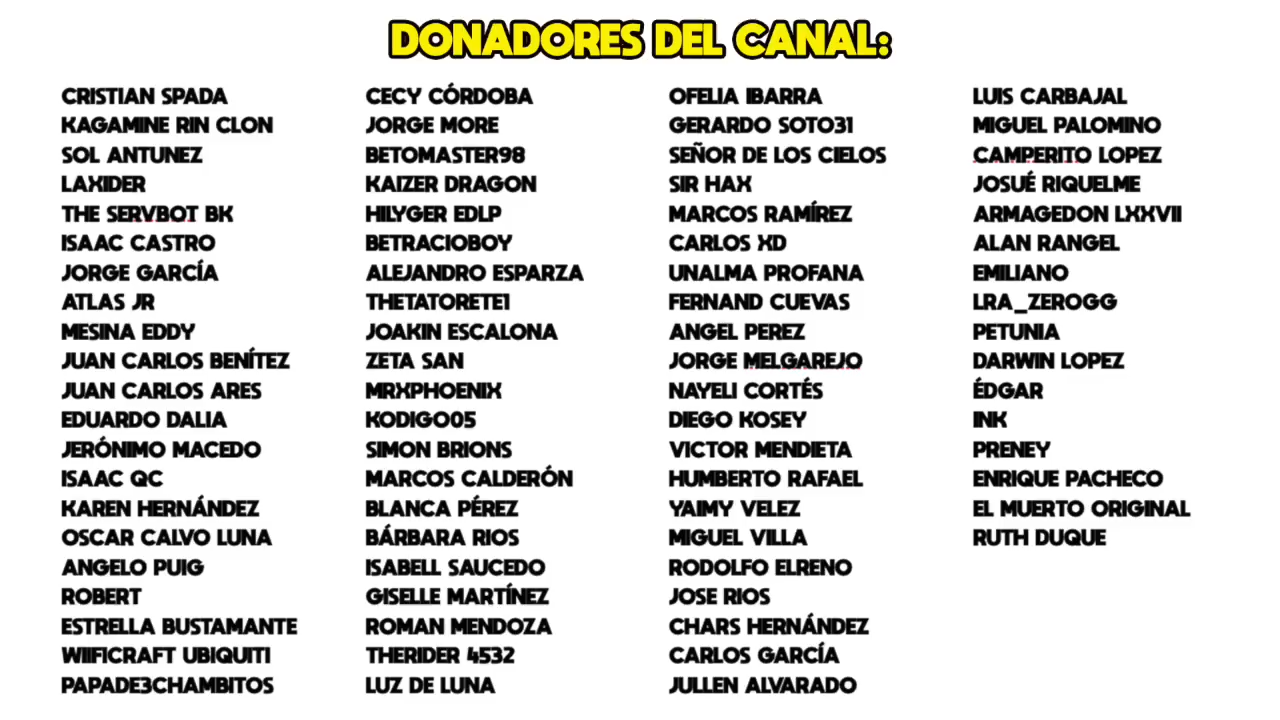 DONADORES DEL CANAL:
CRISTIAN SPADA
KAGAMINE RIN CLON
SOL ANTUNEZ
LAXIDER
THE SERVBOT BK
ISAAC CASTRO
JORGE GARCÍA
ATLAS JR
MESINA EDDY
JUAN CARLOS BENÍTEZ
JUAN CARLOS ARES
EDUARDO DALIA
JERÓNIMO MACEDO
ISAAC QC
KAREN HERNÁNDEZ
OSCAR CALVO LUNA
ANGELO PUIG
ROBERT
ESTRELLA BUSTAMANTE
WIIFICRAFT UBIQUITI
PAPADE3CHAMBITOS
CECY CÓRDOBA
JORGE MORE
BETOMASTER98
KAIZER DRAGON
HILYGER EDLP
BETRACIOBOY
ALEJANDRO ESPARZA
THETATORETE1
JOAKIN ESCALONA
ZETA SAN
MRXPHOENIX
KODIGO05
SIMON BRIONS
MARCOS CALDERÓN
BLANCA PÉREZ
BÁRBARA RIOS
ISABELL SAUCEDO
GISELLE MARTÍNEZ
ROMAN MENDOZA
THERIDER 4532
LUZ DE LUNA
OFELIA IBARRA
GERARDO SOTO31
SEÑOR DE LOS CIELOS
SIR HAX
MARCOS RAMÍREZ
CARLOS XD
UNALMA PROFANA
FERNAND CUEVAS
ANGEL PEREZ
JORGE MELGAREJO
NAYELI CORTÉS
DIEGO KOSEY
VICTOR MENDIETA
HUMBERTO RAFAEL
YAIMY VELEZ
MIGUEL VILLA
RODOLFO ELRENO
JOSE RIOS
CHARS HERNÁNDEZ
CARLOS GARCÍA
JULLEN ALVARADO
LUIS CARBAJAL
MIGUEL PALOMINO
CAMPERITO LOPEZ
JOSUÉ RIQUELME
ARMAGEDON LXXVII
ALAN RANGEL
EMILIANO
LRA_ZEROGG
PETUNIA
DARWIN LOPEZ
ÉDGAR
INK
PRENEY
ENRIQUE PACHECO
EL MUERTO ORIGINAL
RUTH DUQUE